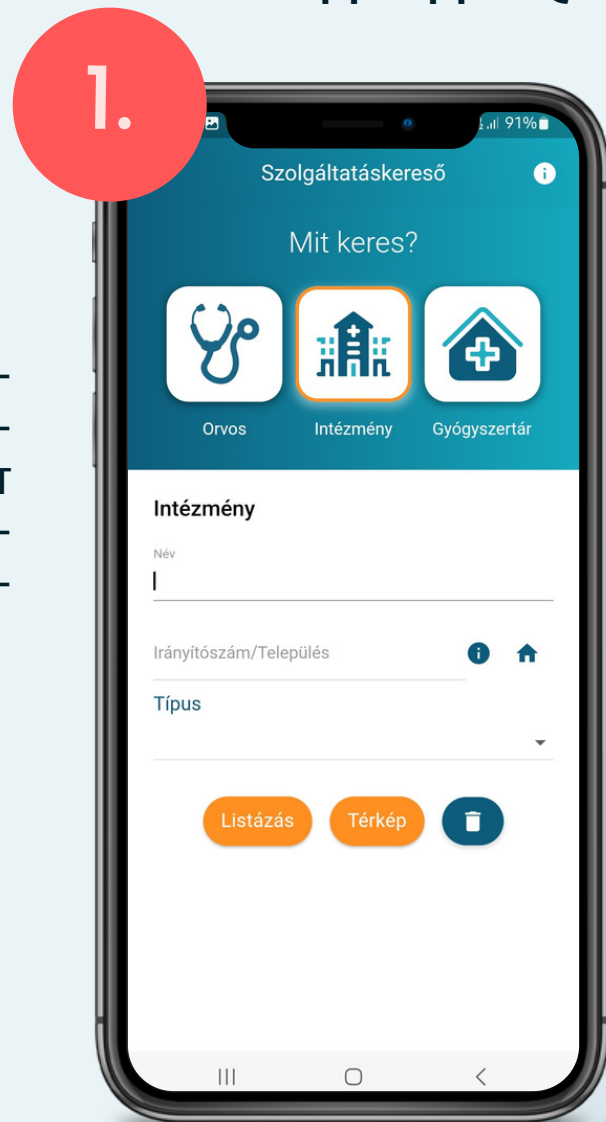 1.
91%
Szolgáltatáskereső
Mit keres?
Orvos Intézmény Gyógyszertár
T
Intézmény
Név
Irányítószám/Település
Típus
Listázás Térkép